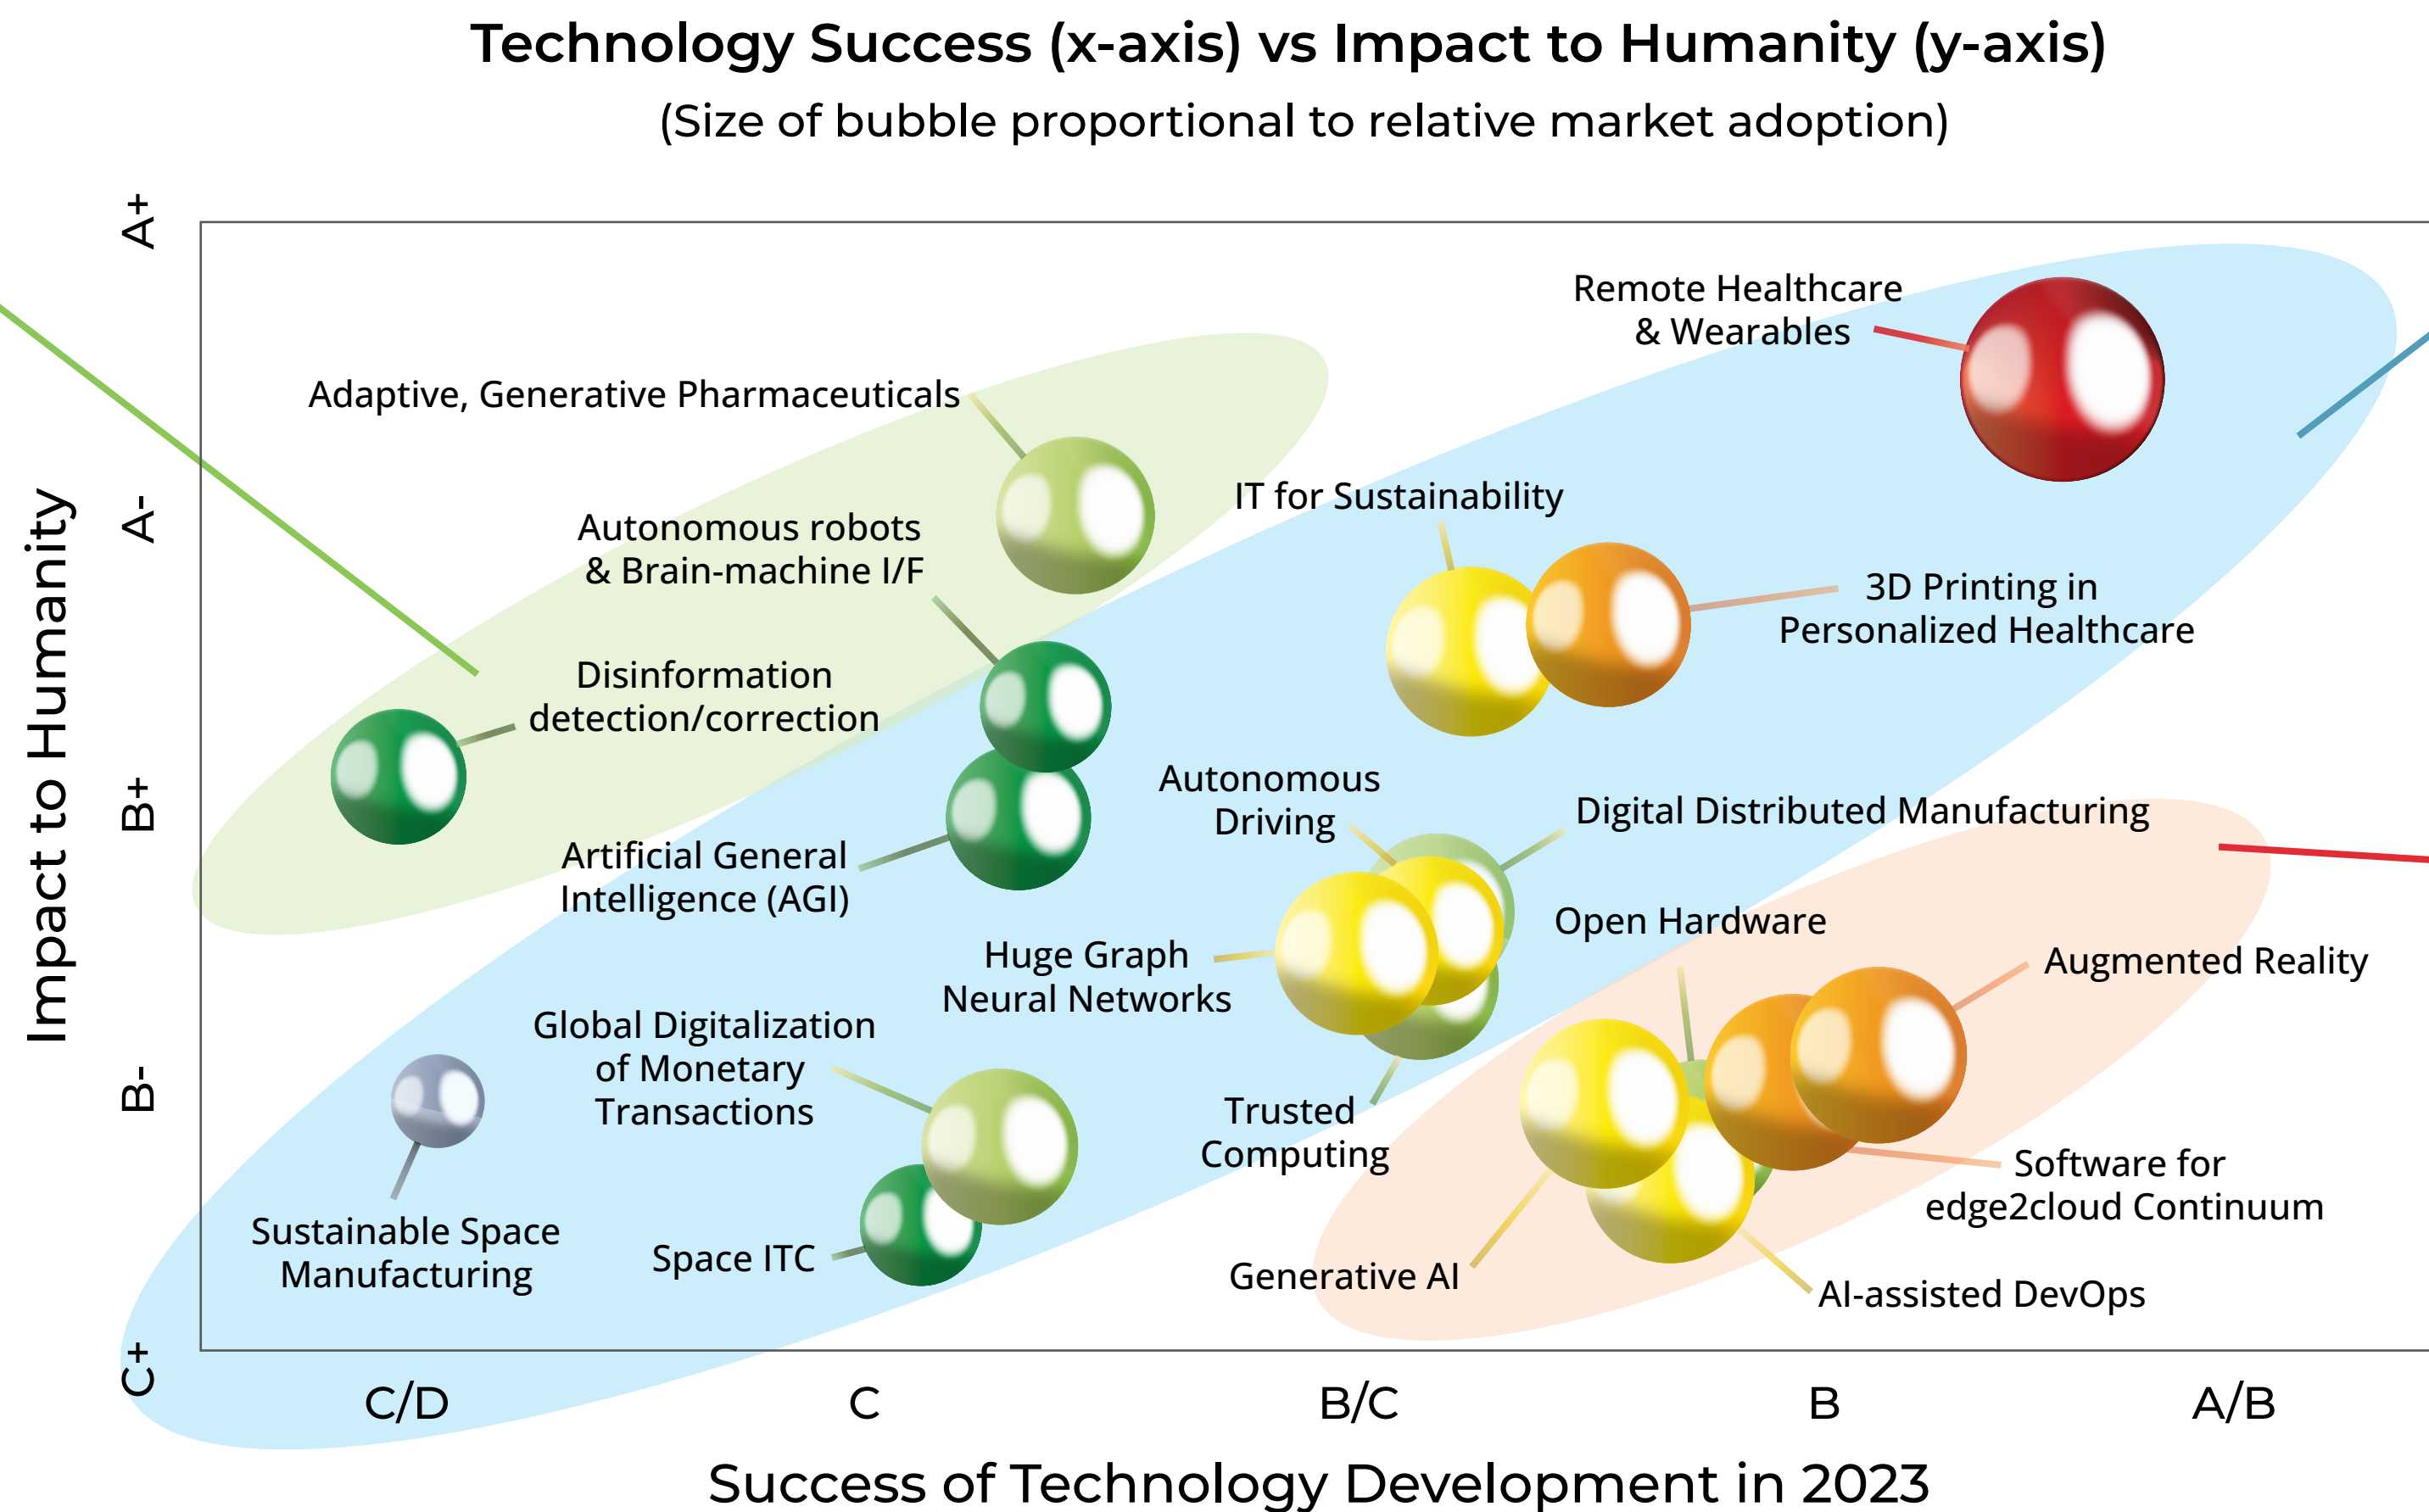 Technology Success (x-axis) vs Impact to Humanity (y-axis)
(Size of bubble proportional to relative market adoption)
Impact to Humanity
A+
A-
B+
B-
C+
Remote Healthcare
& Wearables
Adaptive, Generative Pharmaceuticals
IT for Sustainability
Autonomous robots
& Brain-machine I/F
3D Printing in
Personalized Healthcare
Disinformation
detection/correction
Autonomous
Driving
Digital Distributed Manufacturing
Artificial General
Intelligence (AGI)
Open Hardware
Huge Graph
Neural Networks
Augmented Reality
Global Digitalization
of Monetary
Transactions
Trusted
Computing
Software for
edge2cloud Continuum
Sustainable Space
Manufacturing
Space ITC
Generative AI
AI-assisted DevOps
C/D
C
B/C
B
A/B
Success of Technology Development in 2023